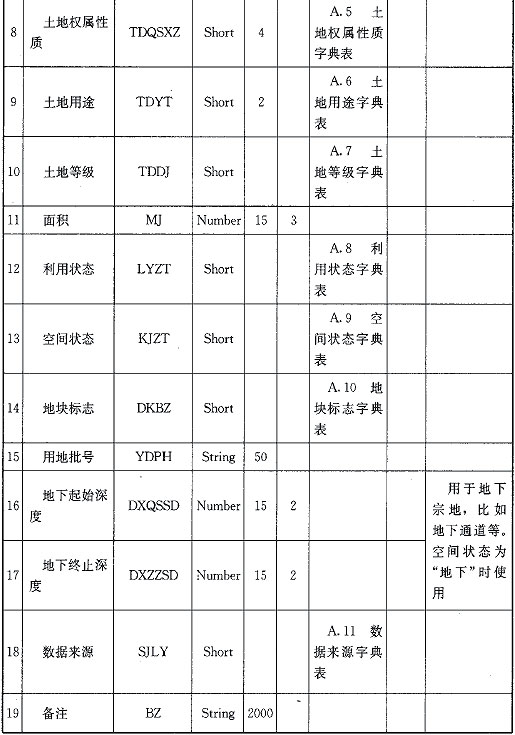 8 土地权属性质 TDQSXZ Short 4 A.5 土地权属性质字典表
9 土地用途 TDYT Short 2 A.6 土地用途字典表
10 土地等级 TDDJ Short A.7 土地等级字典表
11 面积 MJ Number 15 3
12 利用状态 LYZT Short A.8 利用状态字典表
13 空间状态 KJZT Short A.9 空间状态字典表
14 地块标志 DKBZ Short A.10 地块标志字典表
15 用地批号 YDPH String 50
16 地下起始深度 DXQSSD Number 15 2 用于地下宗地，比如地下通道等。空间状态为“地下”时使用
17 地下终止深度 DXZZSD Number 15 2
18 数据来源 SJLY Short A.11 数据来源字典表
19 备注 BZ String 2000